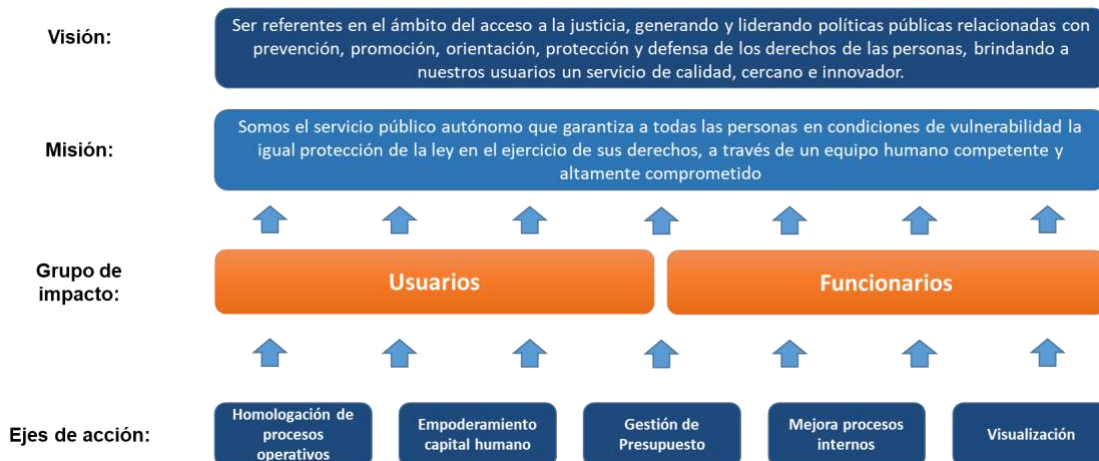 Visión:
Ser referentes en el ámbito del acceso a la justicia, generando y liderando políticas públicas relacionadas con
prevención, promoción, orientación, protección y defensa de los derechos de las personas, brindando a
nuestros usuarios un servicio de calidad, cercano e innovador.
Misión:
Somos el servicio público autónomo que garantiza a todas las personas en condiciones de vulnerabilidad la
igual protección de la ley en el ejercicio de sus derechos, a través de un equipo humano competente y
altamente comprometido
Grupo de
impacto:
Usuarios
Funcionarios
Ejes de acción:
Homologación de
procesos
operativos
Empoderamiento
capital humano
Gestión de
Presupuesto
Mejora procesos
internos
Visualización